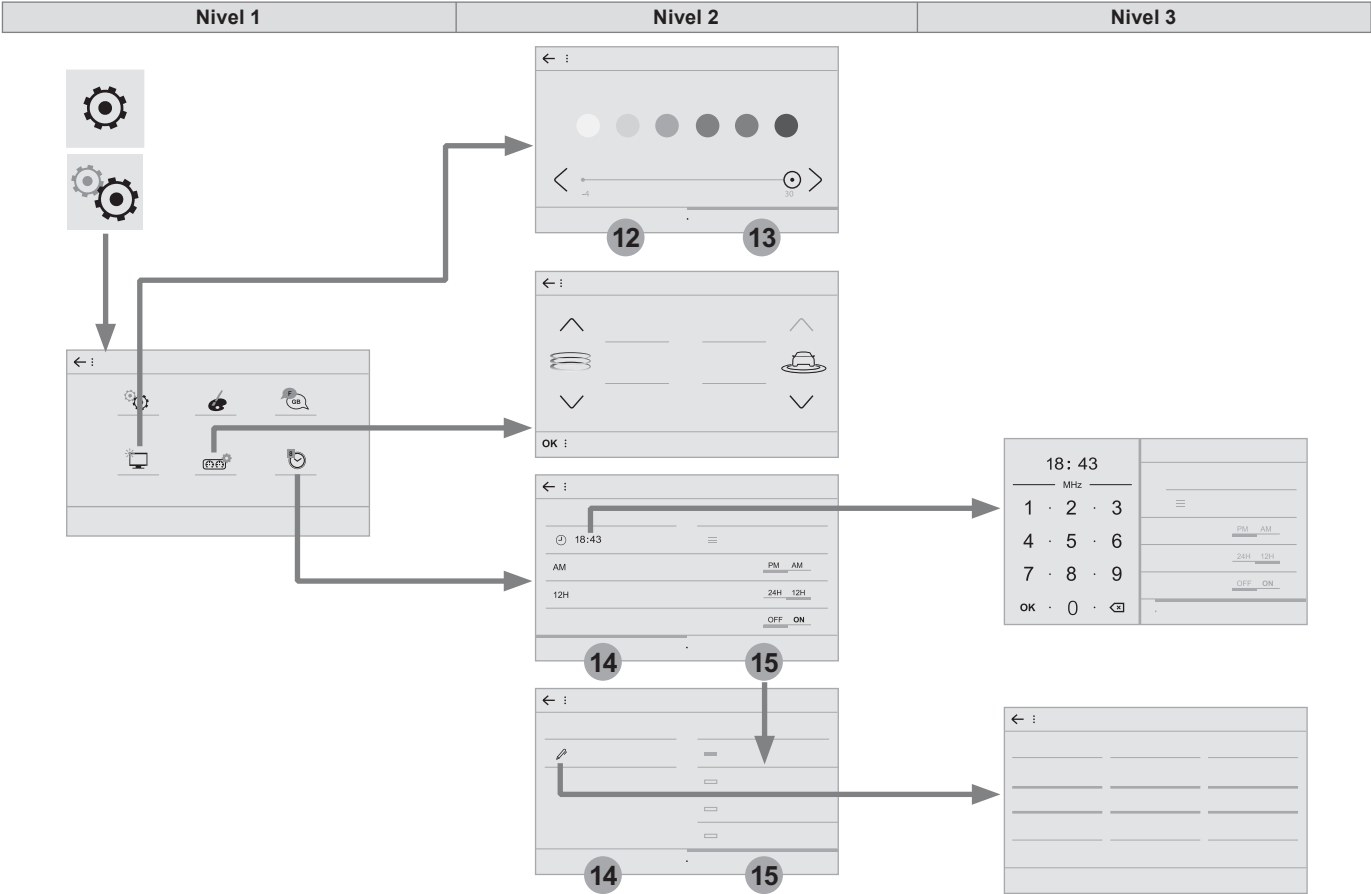 Nivel 1
Nivel 2
Nivel 3
-4
30
12
13
F
GB
8
OK
18:43
AM
PM AM
12H
24H 12H
OFF ON
14
15
14
15
18:43
MHz
1 · 2 · 3
4 · 5 · 6
7 · 8 · 9
OK · 0 ·
PM AM
24H 12H
OFF ON